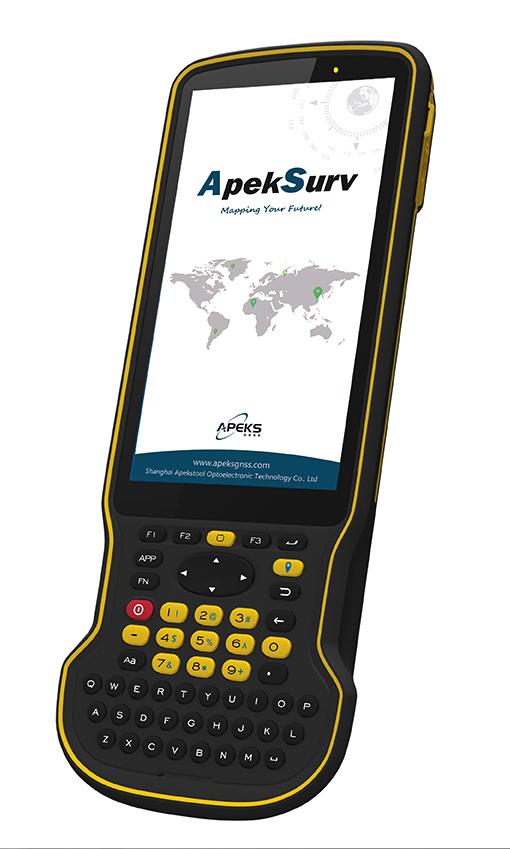 ApekSurv
Mapping Your Future!
APEKS
www.apeksgnss.com
Shanghai Apekstool Optoelectronic Technology Co., Ltd
F1 F2 F3
APP
FN
1! 2@ 3#
- 4$ 5% 6^ 0
Aa 7& 8* 9+ .
Q W E R T Y U I O P
A S D F G H J K L
Z X C V B N M